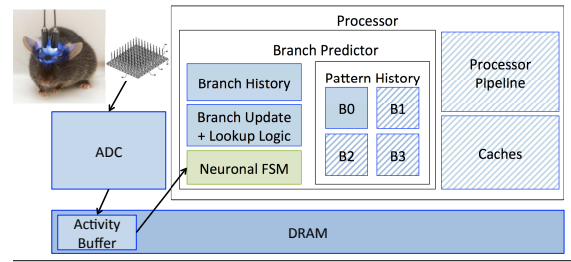 Processor
Branch Predictor
Branch History
Branch Update
+ Lookup Logic
Neuronal FSM
Pattern History
B0
B1
B2
B3
Processor
Pipeline
Caches
ADC
Activity
Buffer
DRAM